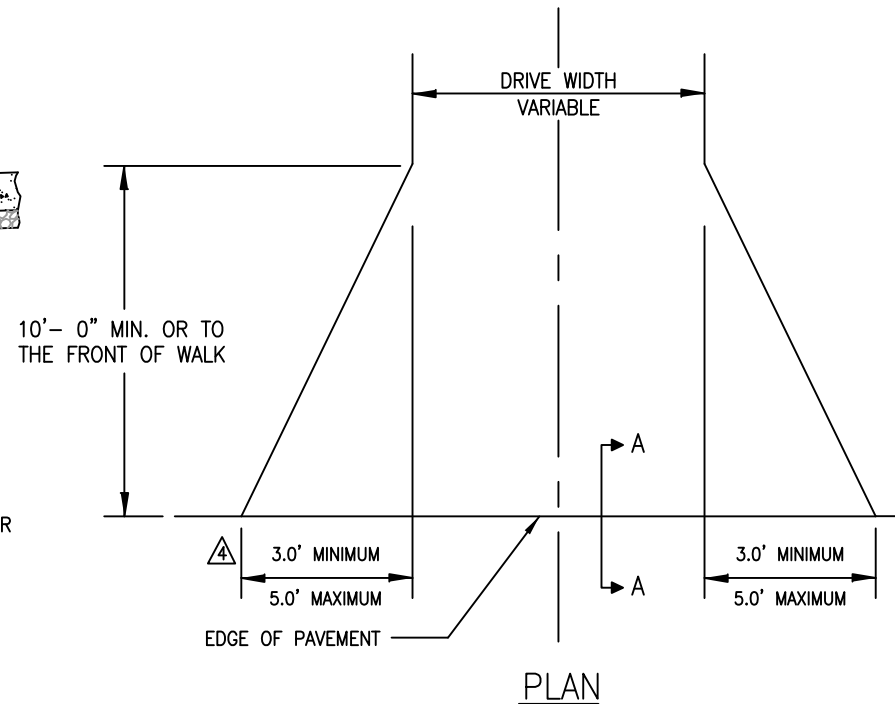 DRIVE WIDTH
VARIABLE
10'- 0" MIN. OR TO
THE FRONT OF WALK
A
R
4
3.0' MINIMUM
5.0' MAXIMUM
3.0' MINIMUM
5.0' MAXIMUM
A
EDGE OF PAVEMENT
PLAN